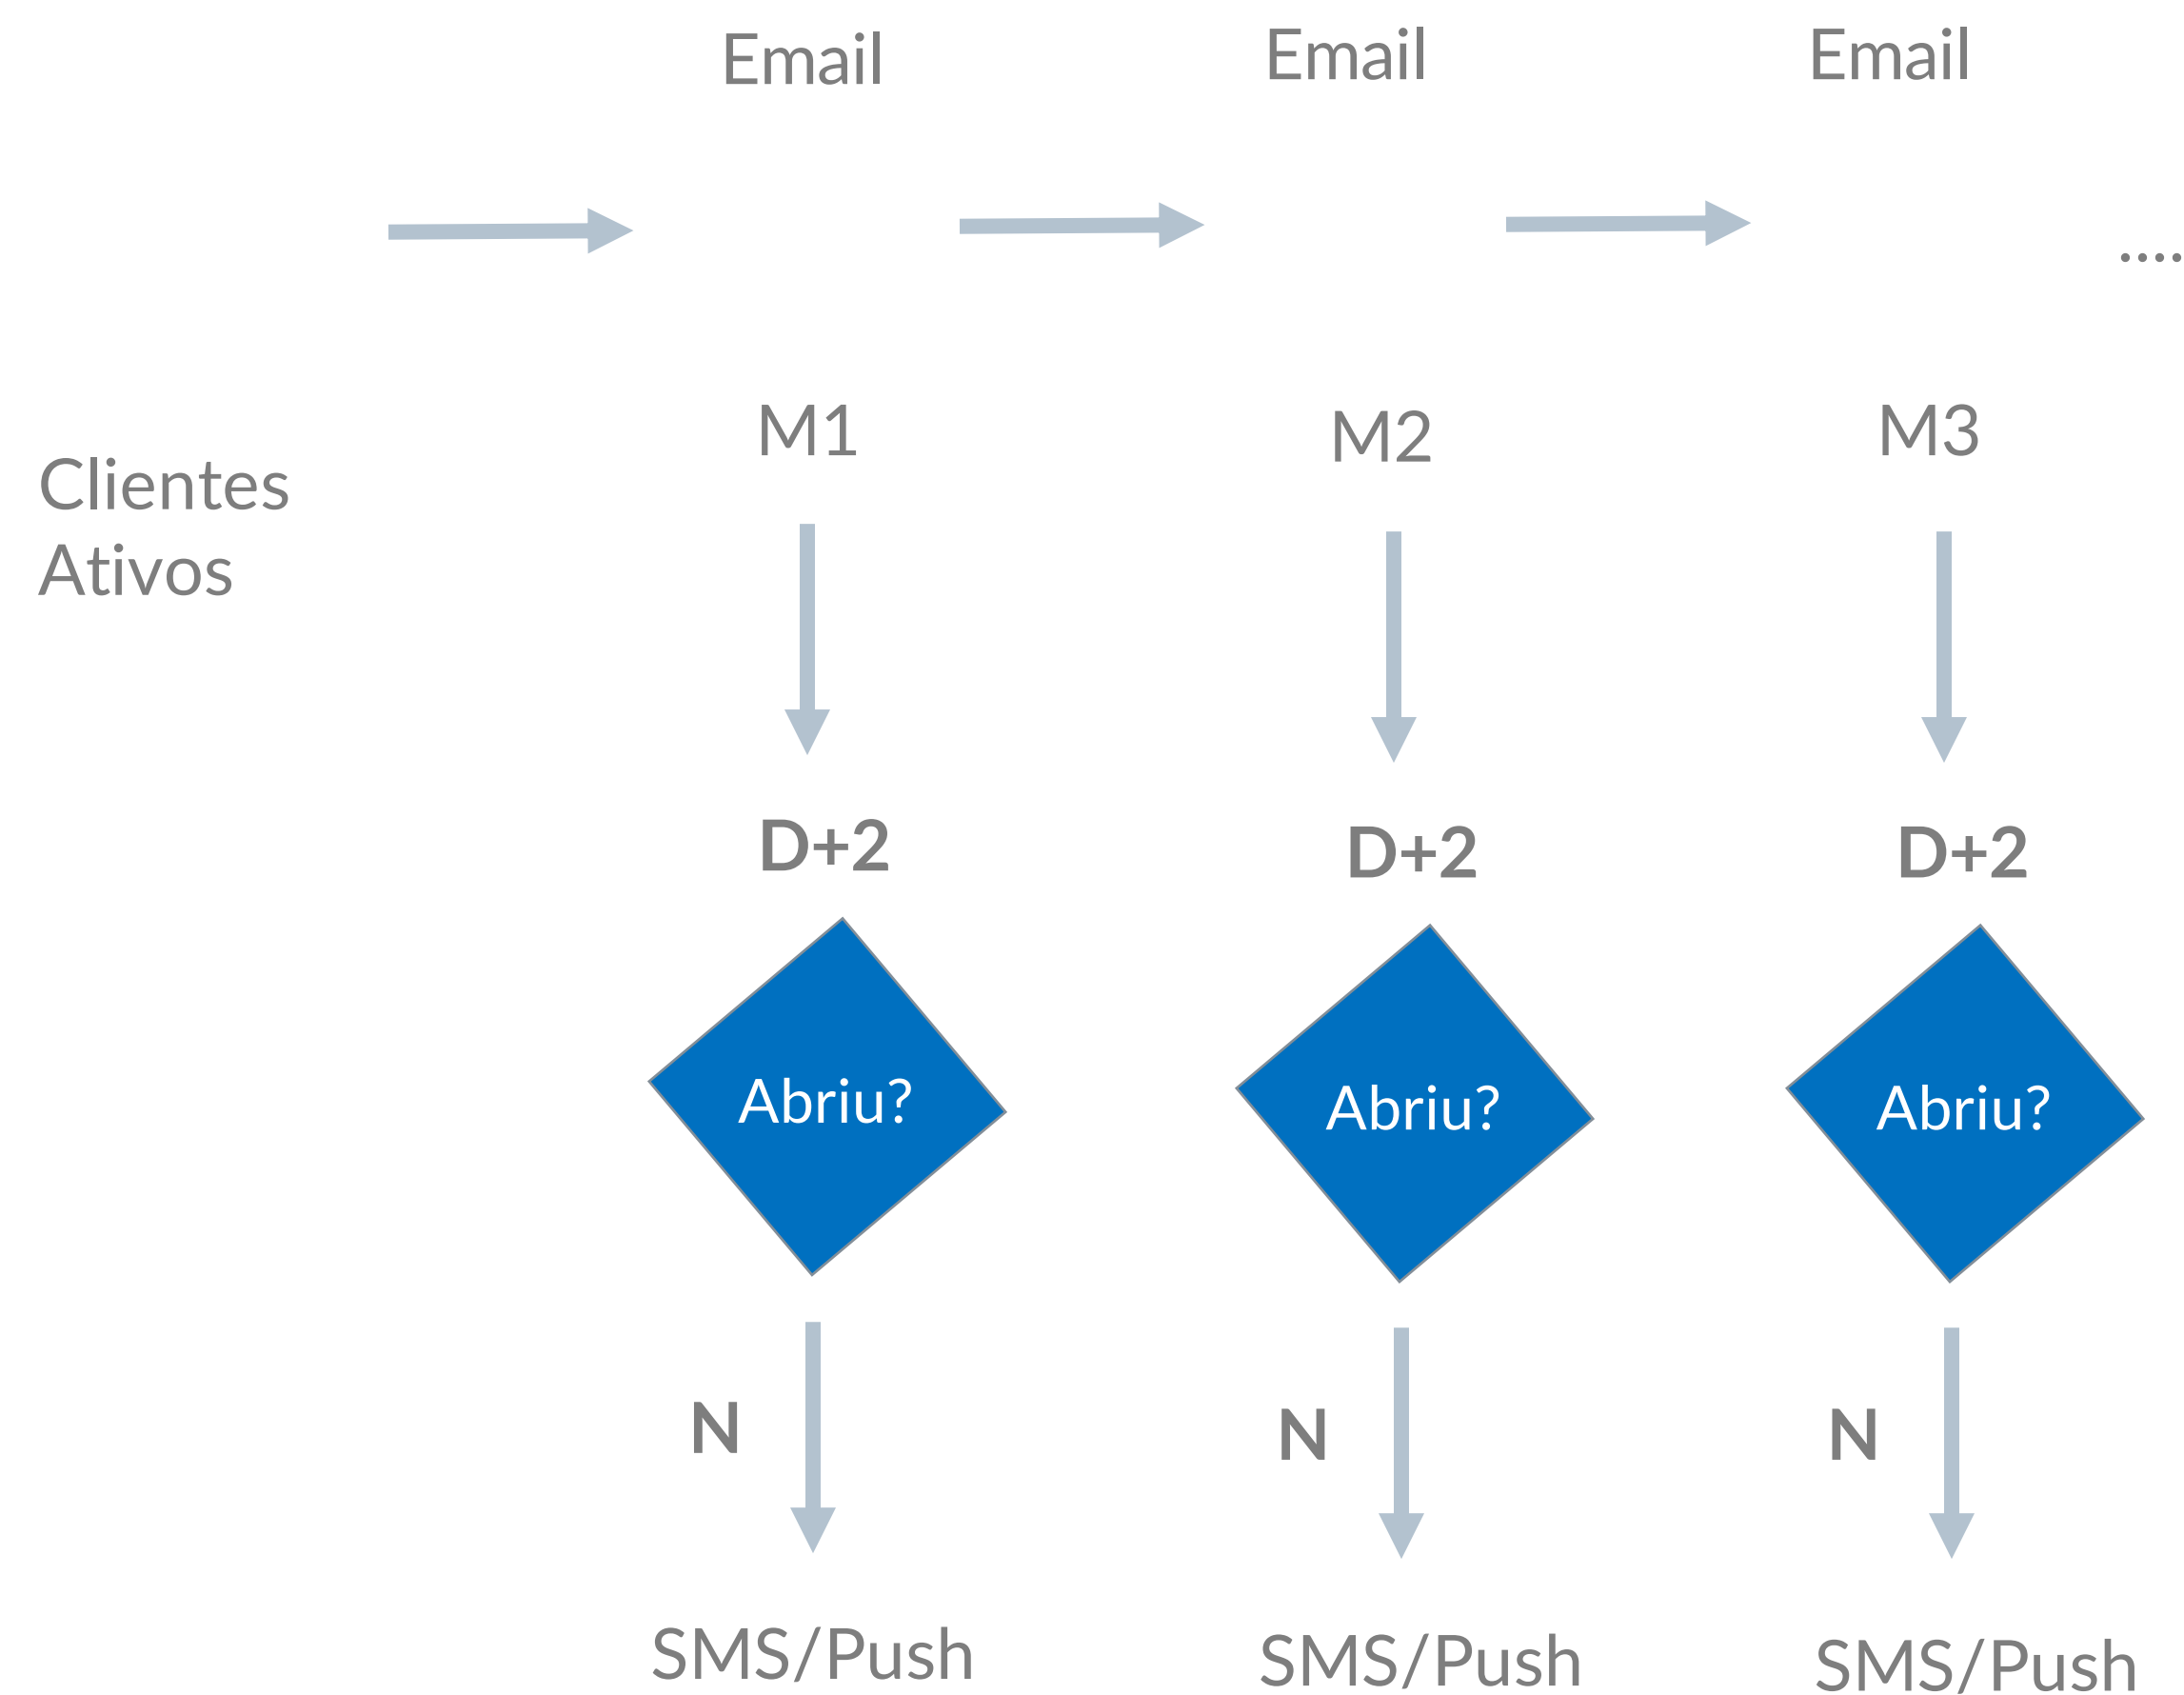 Email
Email
Email
....
M1
M2
M3
Clientes
Ativos
D+2
D+2
D+2
Abriu?
Abriu?
Abriu?
N
N
N
SMS/Push
SMS/Push
SMS/Push